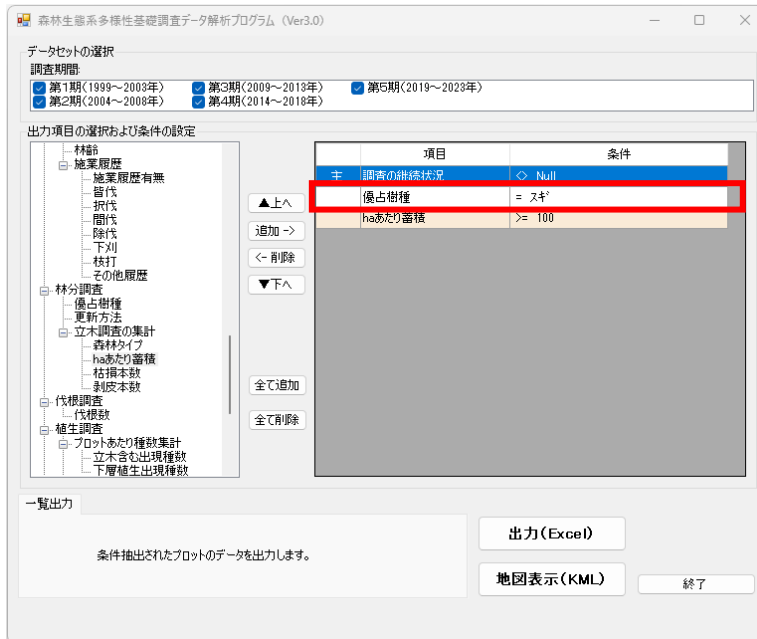 森林生態系多様性基礎調査データ解析プログラム (Ver3.0)
データセットの選択
調査期間:
第1期(1999～2003年) 第3期(2009～2013年) 第5期(2019～2023年)
第2期(2004～2008年) 第4期(2014～2018年)
出力項目の選択および条件の設定
林齢
施業履歴
施業履歴有無
皆伐
択伐
間伐
除伐
下刈
枝打
その他履歴
林分調査
優占樹種
更新方法
立木調査の集計
森林タイプ
haあたり蓄積
枯損本数
剥皮本数
伐根調査
伐根数
植生調査
プロットあたり種数集計
立木含む出現種数
下層植生出現種数
▲上へ
追加 ->
<- 削除
▼下へ
全て追加
全て削除
項目 条件
主 調査の継続状況 <> Null
優占樹種 = スギ
haあたり蓄積 >= 100
一覧出力
条件抽出されたプロットのデータを出力します。
出力(Excel)
地図表示(KML)
終了